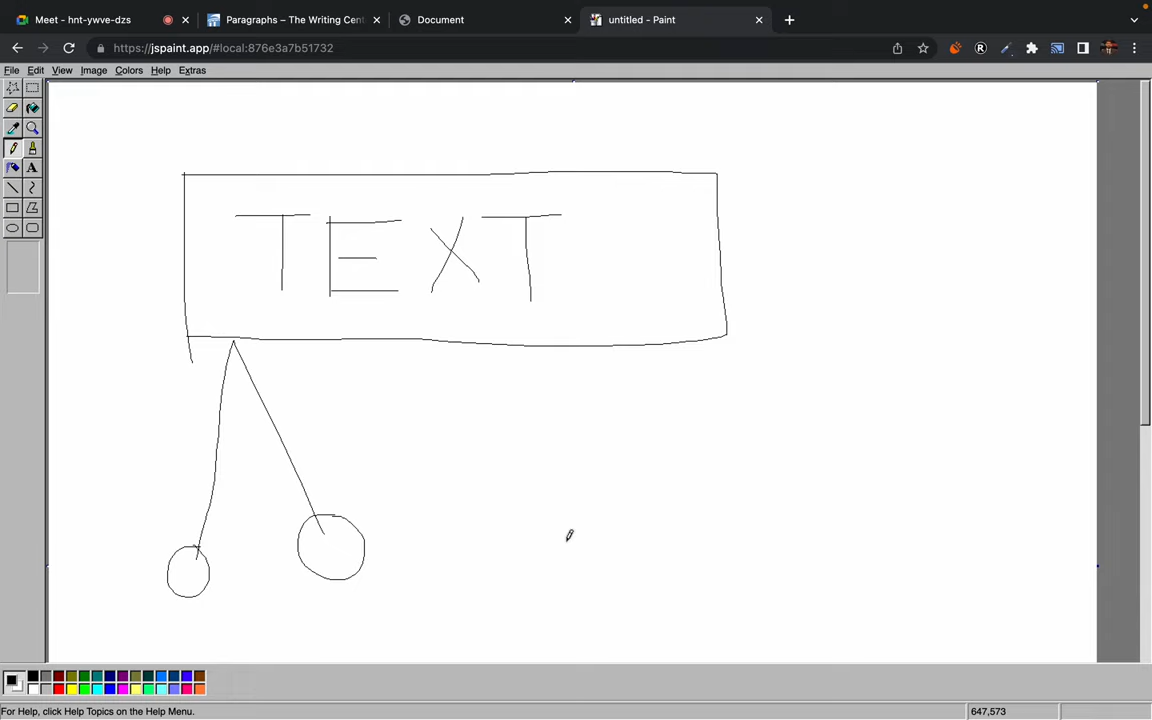 Meet - hnt-ywve-dzs
Paragraphs – The Writing Cent
Document
untitled - Paint
https://jspaint.app/#local:876e3a7b51732
File Edit View Image Colors Help Extras
TEXT
For Help, click Help Topics on the Help Menu.
647,573